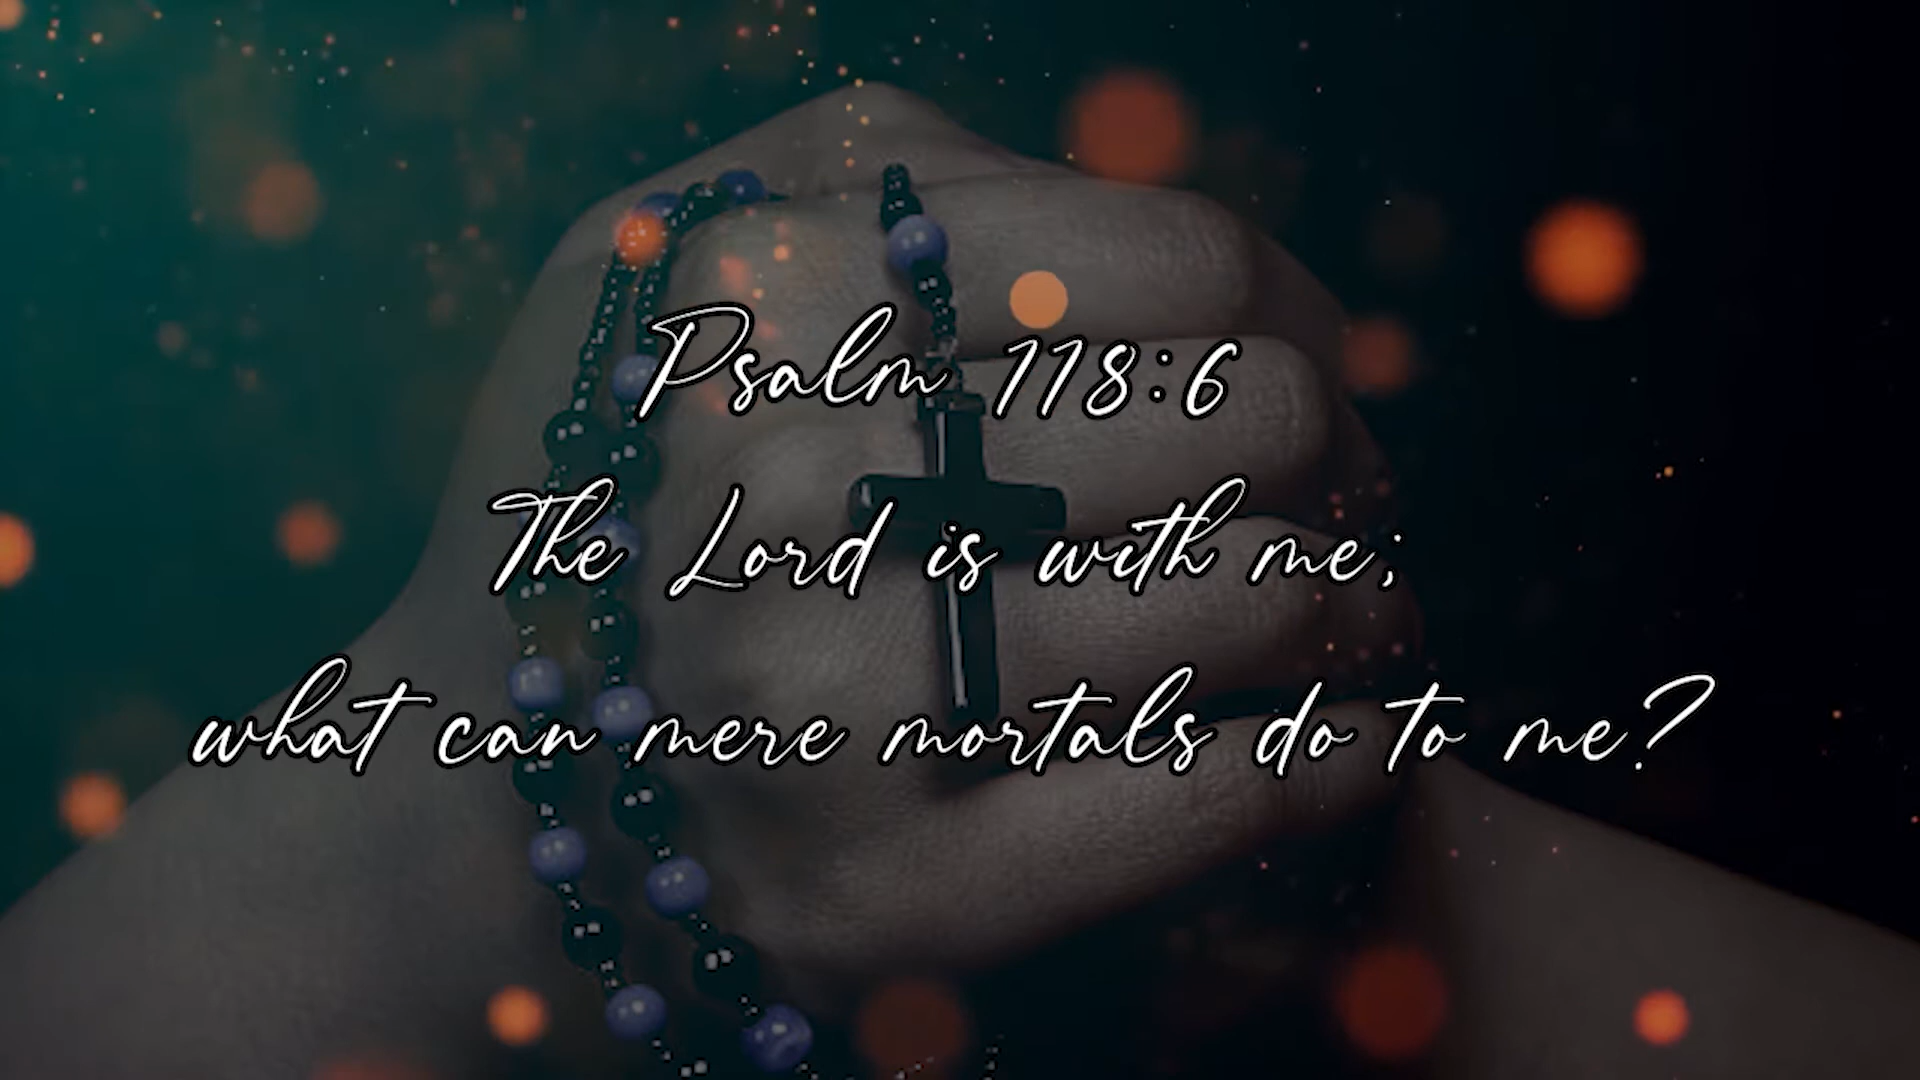 Psalm 118:6
The Lord is with me;
what can mere mortals do to me?